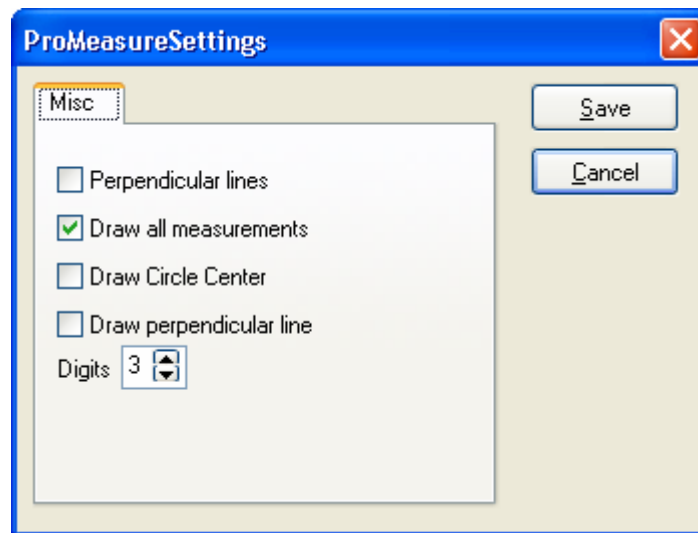 ProMeasureSettings
Misc
Save
Cancel
Perpendicular lines
Draw all measurements
Draw Circle Center
Draw perpendicular line
Digits 3